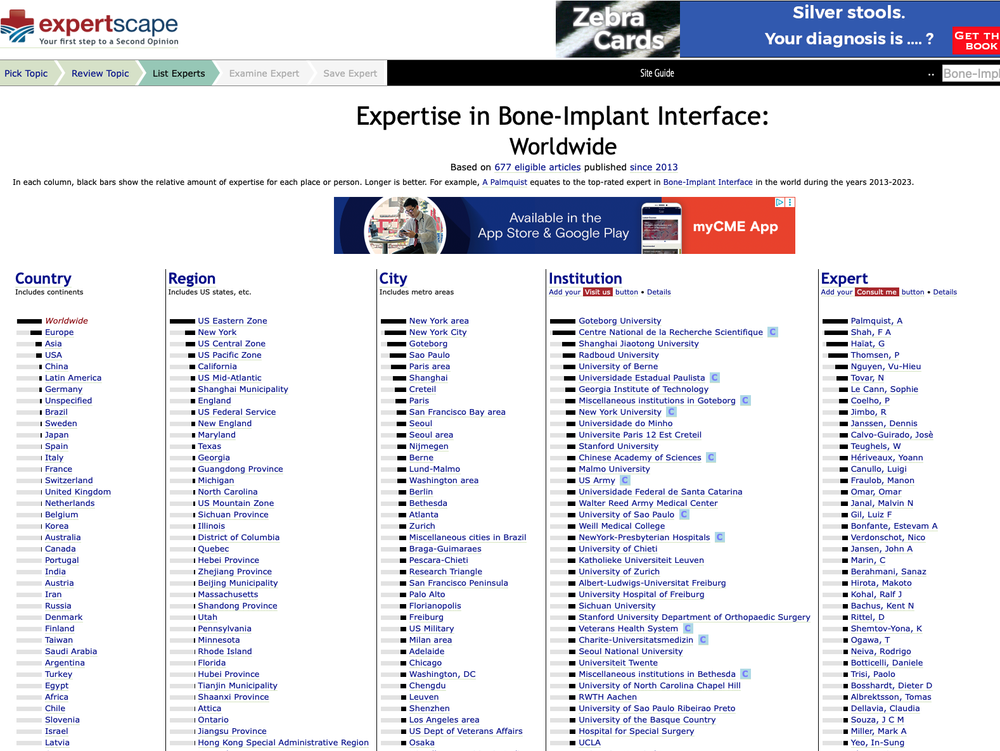 expertscape
Your first step to a Second Opinion
Zebra
Cards
Silver stools.
Your diagnosis is .... ?
GET TH
BOOK
Pick Topic
Review Topic
List Experts
Examine Expert
Save Expert
Site Guide
..
Bone-Impl
Expertise in Bone-Implant Interface:
Worldwide
Based on 677 eligible articles published since 2013
In each column, black bars show the relative amount of expertise for each place or person. Longer is better. For example, A Palmquist equates to the top-rated expert in Bone-Implant Interface in the world during the years 2013-2023.
Available in the
App Store & Google Play
myCME App
Country
Includes continents
Worldwide
Europe
Asia
USA
China
Latin America
Germany
Unspecified
Brazil
Sweden
Japan
Spain
Italy
France
Switzerland
United Kingdom
Netherlands
Belgium
Korea
Australia
Canada
Portugal
India
Austria
Iran
Russia
Denmark
Finland
Taiwan
Saudi Arabia
Argentina
Turkey
Egypt
Africa
Chile
Slovenia
Israel
Latvia
Region
Includes US states, etc.
US Eastern Zone
New York
US Central Zone
US Pacific Zone
California
US Mid-Atlantic
Shanghai Municipality
England
US Federal Service
New England
Maryland
Texas
Georgia
Guangdong Province
Michigan
North Carolina
US Mountain Zone
Sichuan Province
Illinois
District of Columbia
Quebec
Hebei Province
Zhejiang Province
Beijing Municipality
Massachusetts
Shandong Province
Utah
Pennsylvania
Minnesota
Rhode Island
Florida
Hubei Province
Tianjin Municipality
Shaanxi Province
Attica
Ontario
Jiangsu Province
Hong Kong Special Administrative Region
City
Includes metro areas
New York area
New York City
Goteborg
Sao Paulo
Paris area
Shanghai
Creteil
Paris
San Francisco Bay area
Seoul
Seoul area
Nijmegen
Berne
Lund-Malmo
Washington area
Berlin
Bethesda
Atlanta
Zurich
Miscellaneous cities in Brazil
Braga-Guimaraes
Pescara-Chieti
Research Triangle
San Francisco Peninsula
Palo Alto
Florianopolis
Freiburg
US Military
Milan area
Adelaide
Chicago
Washington, DC
Chengdu
Leuven
Shenzhen
Los Angeles area
US Dept of Veterans Affairs
Osaka
Institution
Add your Visit us button • Details
Goteborg University
Centre National de la Recherche Scientifique C
Shanghai Jiaotong University
Radboud University
University of Berne
Universidade Estadual Paulista C
Georgia Institute of Technology
Miscellaneous institutions in Goteborg C
New York University C
Universidade do Minho
Universite Paris 12 Est Creteil
Stanford University
Chinese Academy of Sciences C
Malmo University
US Army C
Universidade Federal de Santa Catarina
Walter Reed Army Medical Center
University of Sao Paulo C
Weill Medical College
NewYork-Presbyterian Hospitals C
University of Chieti
Katholieke Universiteit Leuven
University of Zurich
Albert-Ludwigs-Universitat Freiburg
University Hospital of Freiburg
Sichuan University
Stanford University Department of Orthopaedic Surgery
Veterans Health System C
Charite-Universitatsmedizin C
Seoul National University
Universiteit Twente
Miscellaneous institutions in Bethesda C
University of North Carolina Chapel Hill
RWTH Aachen
University of Sao Paulo Ribeirao Preto
University of the Basque Country
Hospital for Special Surgery
UCLA
Expert
Add your Consult me button • Details
Palmquist, A
Shah, F A
Haïat, G
Thomsen, P
Nguyen, Vu-Hieu
Tovar, N
Le Cann, Sophie
Coelho, P
Jimbo, R
Janssen, Dennis
Calvo-Guirado, Josè
Teughels, W
Hériveaux, Yoann
Canullo, Luigi
Fraulob, Manon
Omar, Omar
Janal, Malvin N
Gil, Luiz F
Bonfante, Estevam A
Verdonschot, Nico
Jansen, John A
Marin, C
Berahmani, Sanaz
Hirota, Makoto
Kohal, Ralf J
Bachus, Kent N
Rittel, D
Shemtov-Yona, K
Ogawa, T
Neiva, Rodrigo
Botticelli, Daniele
Trisi, Paolo
Bosshardt, Dieter D
Albrektsson, Tomas
Dellavia, Claudia
Souza, J C M
Miller, Mark A
Yeo, In-Sung